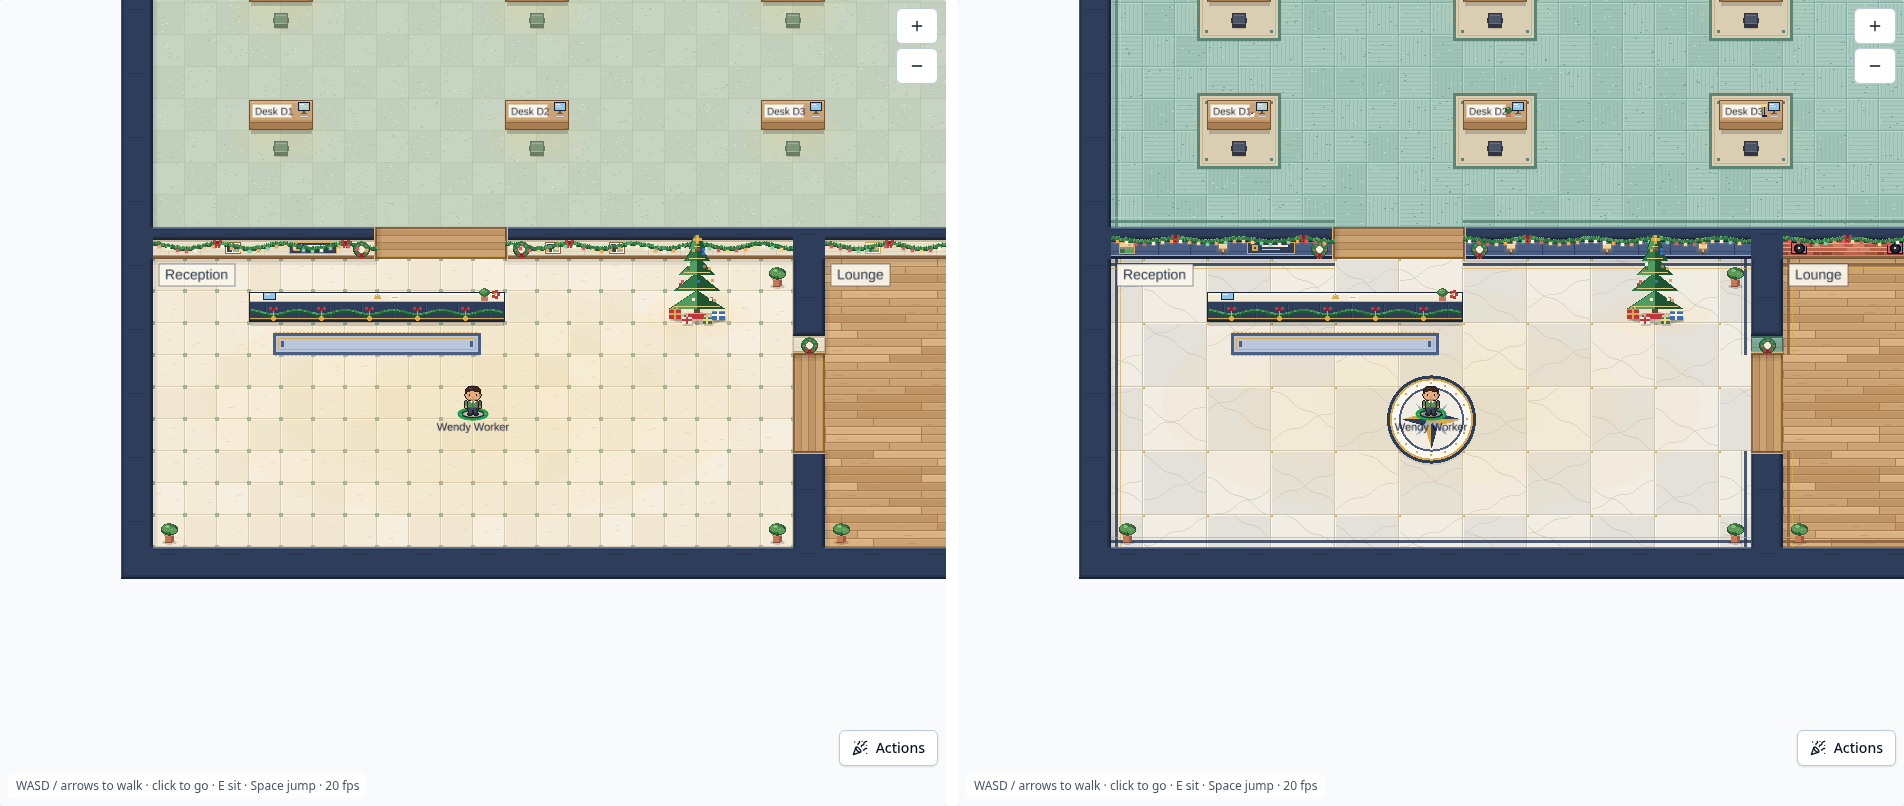 +
−
Desk D1
Desk D2
Desk D3
Reception
Lounge
Wendy Worker
Actions
WASD / arrows to walk · click to go · E sit · Space jump · 20 fps
+
−
Desk D1
Desk D2
Desk D3
Reception
Lounge
Wendy Worker
Actions
WASD / arrows to walk · click to go · E sit · Space jump · 20 fps